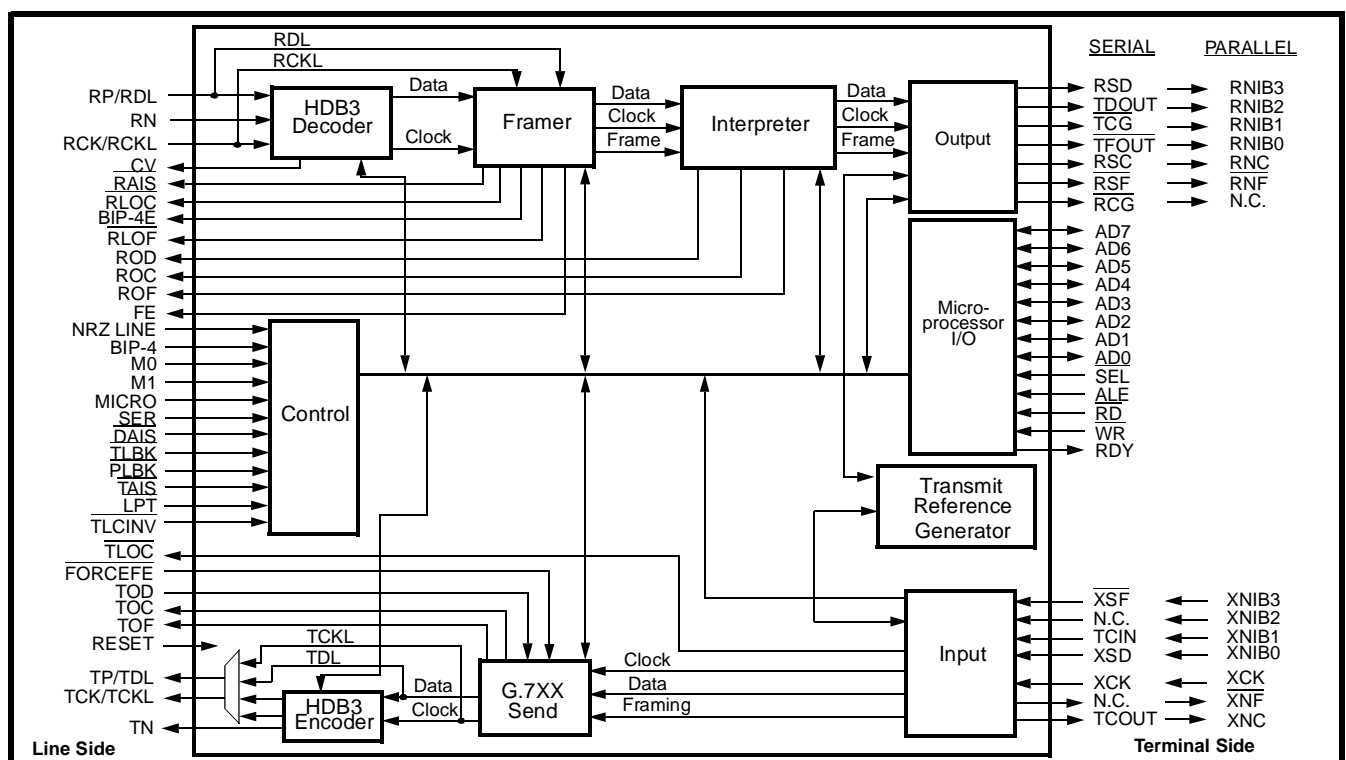 SERIAL PARALLEL
RDL
RCKL
RP/RDL
RN
RCK/RCKL
CV
RAIS
RLOC
BIP-4E
RLOF
ROD
ROC
ROF
FE
NRZ LINE
BIP-4
M0
M1
MICRO
SER
DAIS
TLBK
PLBK
TAIS
LPT
TLCINV
TLOC
FORCEFE
TOD
TOC
TOF
RESET
TP/TDL
TCK/TCKL
TN
Line Side
HDB3
Decoder
Data
Clock
Framer
Data
Clock
Frame
Interpreter
Data
Clock
Frame
Output
Control
Micro-
processor
I/O
Transmit
Reference
Generator
TCKL
TDL
HDB3
Encoder
Data
Clock
G.7XX
Send
Clock
Data
Framing
Input
RSD RNIB3
TDOUT RNIB2
TCG RNIB1
TFOUT RNIB0
RSC RNC
RSF RNF
RCG N.C.
AD7
AD6
AD5
AD4
AD3
AD2
AD1
AD0
SEL
ALE
RD
WR
RDY
XSF XNIB3
N.C. XNIB2
TCIN XNIB1
XSD XNIB0
XCK XCK
N.C. XNF
TCOUT XNC
Terminal Side